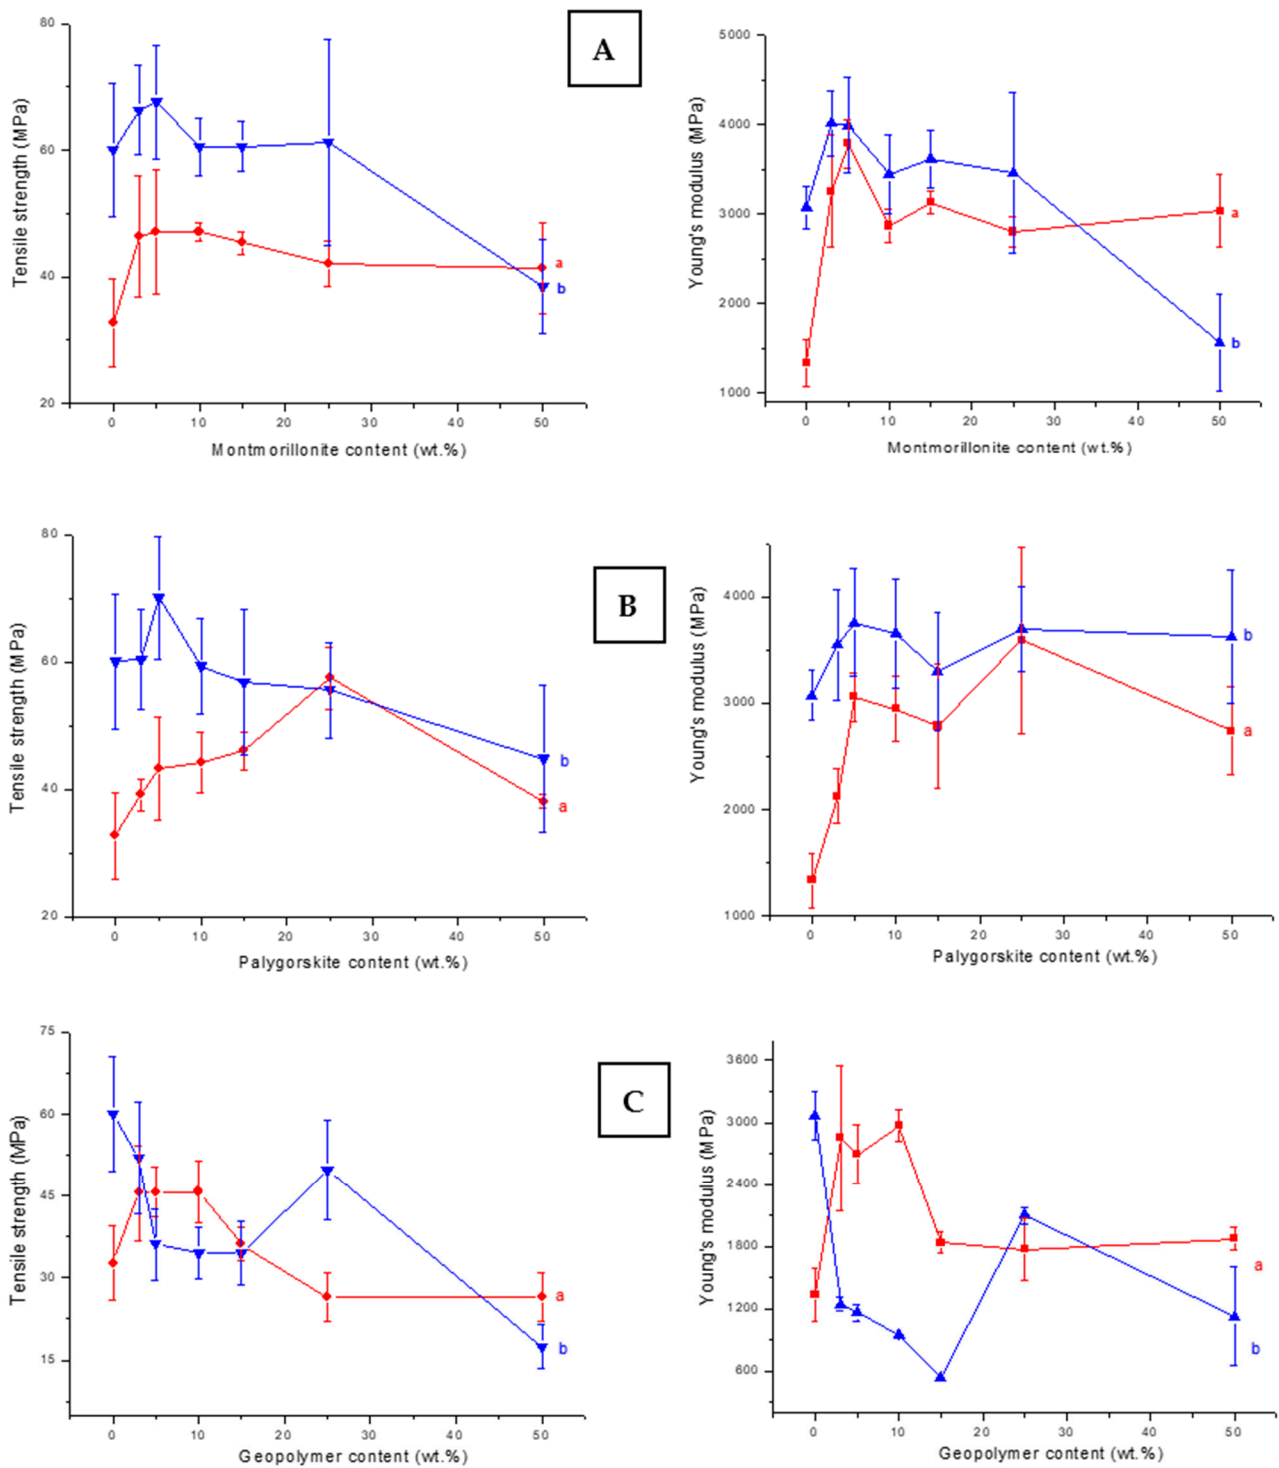 A
80
60
40
20
Tensile strength (MPa)
0 10 20 30 40 50
Montmorillonite content (wt.%)
a
b
5000
4000
3000
2000
1000
Young's modulus (MPa)
0 10 20 30 40 50
Montmorillonite content (wt.%)
a
b
B
80
60
40
20
Tensile strength (MPa)
0 10 20 30 40 50
Palygorskite content (wt.%)
b
a
4000
3000
2000
1000
Young's modulus (MPa)
0 10 20 30 40 50
Palygorskite content (wt.%)
b
a
C
75
60
45
30
15
Tensile strength (MPa)
0 10 20 30 40 50
Geopolymer content (wt.%)
a
b
3600
3000
2400
1800
1200
600
Young's modulus (MPa)
0 10 20 30 40 50
Geopolymer content (wt.%)
a
b